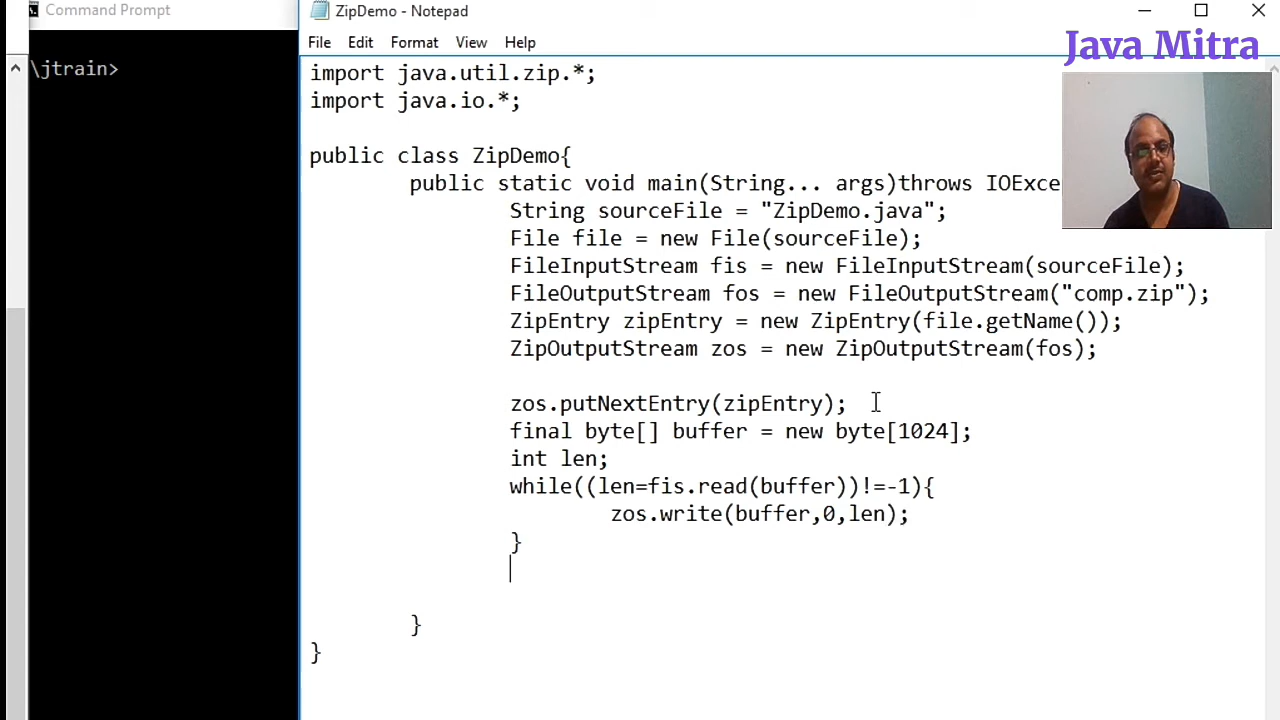 Command Prompt
\jtrain>
ZipDemo - Notepad
File Edit Format View Help
Java Mitra
import java.util.zip.*;
import java.io.*;
public class ZipDemo{
public static void main(String... args)throws IOExce
String sourceFile = "ZipDemo.java";
File file = new File(sourceFile);
FileInputStream fis = new FileInputStream(sourceFile);
FileOutputStream fos = new FileOutputStream("comp.zip");
ZipEntry zipEntry = new ZipEntry(file.getName());
ZipOutputStream zos = new ZipOutputStream(fos);
zos.putNextEntry(zipEntry);
final byte[] buffer = new byte[1024];
int len;
while((len=fis.read(buffer))!=-1){
zos.write(buffer,0,len);
}
}
}